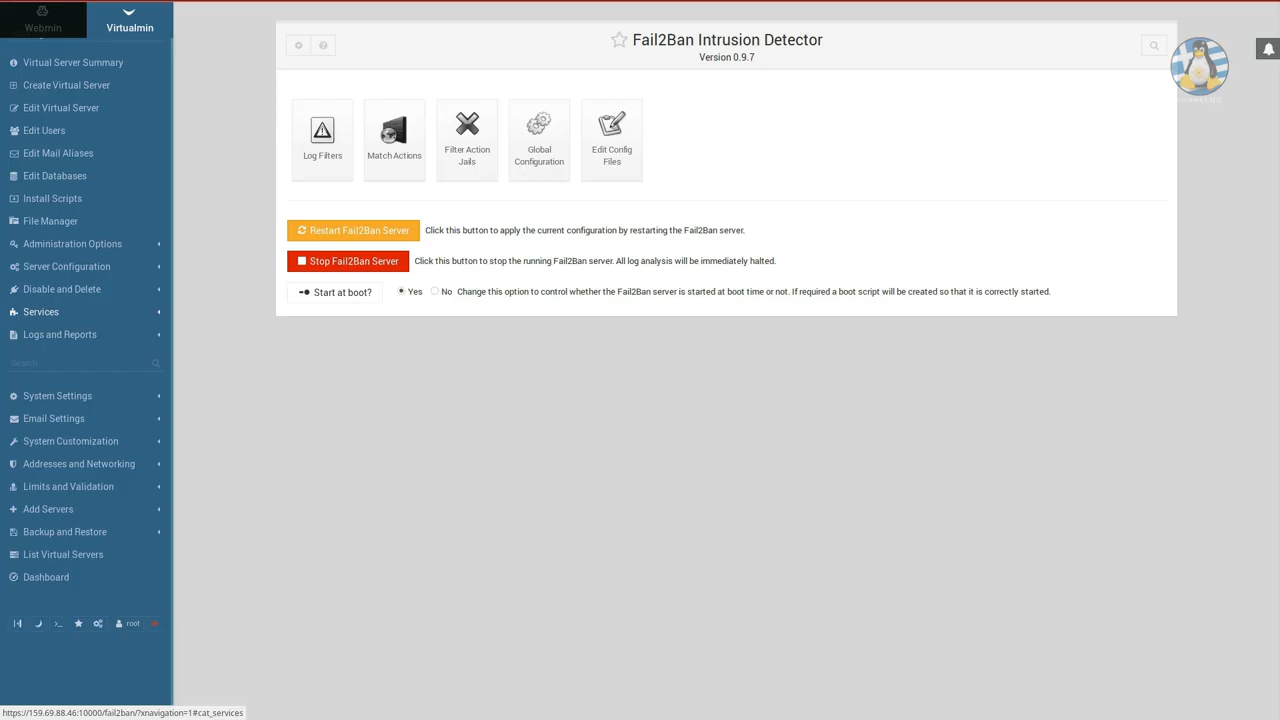 Webmin
Virtualmin
Virtual Server Summary
Create Virtual Server
Edit Virtual Server
Edit Users
Edit Mail Aliases
Edit Databases
Install Scripts
File Manager
Administration Options
Server Configuration
Disable and Delete
Services
Logs and Reports
Search
System Settings
Email Settings
System Customization
Addresses and Networking
Limits and Validation
Add Servers
Backup and Restore
List Virtual Servers
Dashboard
root
https://159.69.88.46:10000/fail2ban/?xnavigation=1#cat_services
Fail2Ban Intrusion Detector
Version 0.9.7
Log Filters
Match Actions
Filter Action
Jails
Global
Configuration
Edit Config
Files
Restart Fail2Ban Server Click this button to apply the current configuration by restarting the Fail2Ban server.
Stop Fail2Ban Server Click this button to stop the running Fail2Ban server. All log analysis will be immediately halted.
Start at boot? Yes No Change this option to control whether the Fail2Ban server is started at boot time or not. If required a boot script will be created so that it is correctly started.